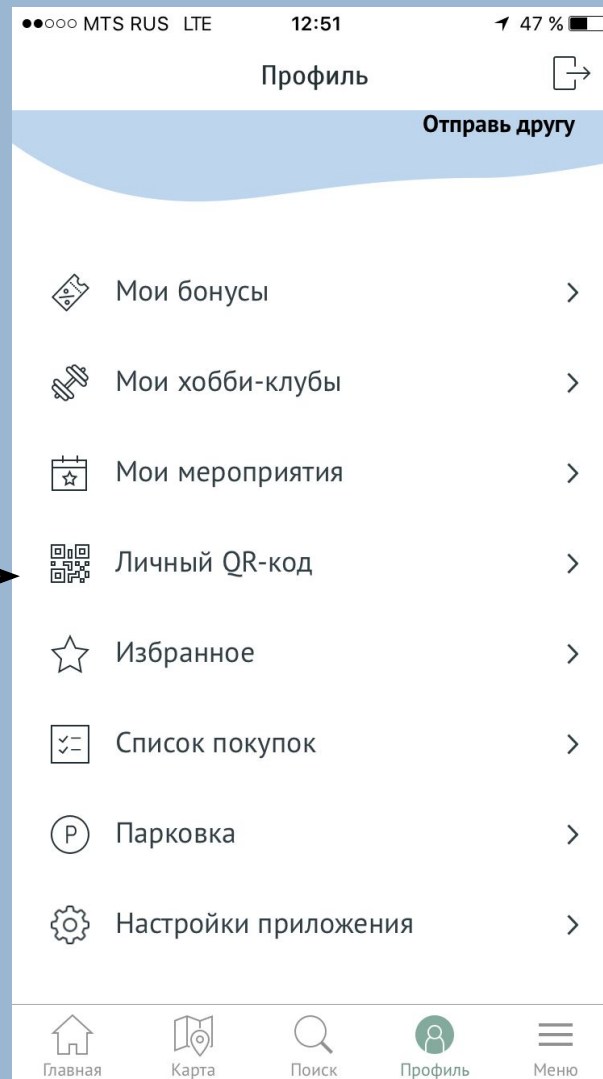 MTS RUS LTE 12:51 47 %
Профиль
Отправь другу
Мои бонусы
Мои хобби-клубы
Мои мероприятия
Личный QR-код
Избранное
Список покупок
P Парковка
Настройки приложения
Главная Карта Поиск Профиль Меню